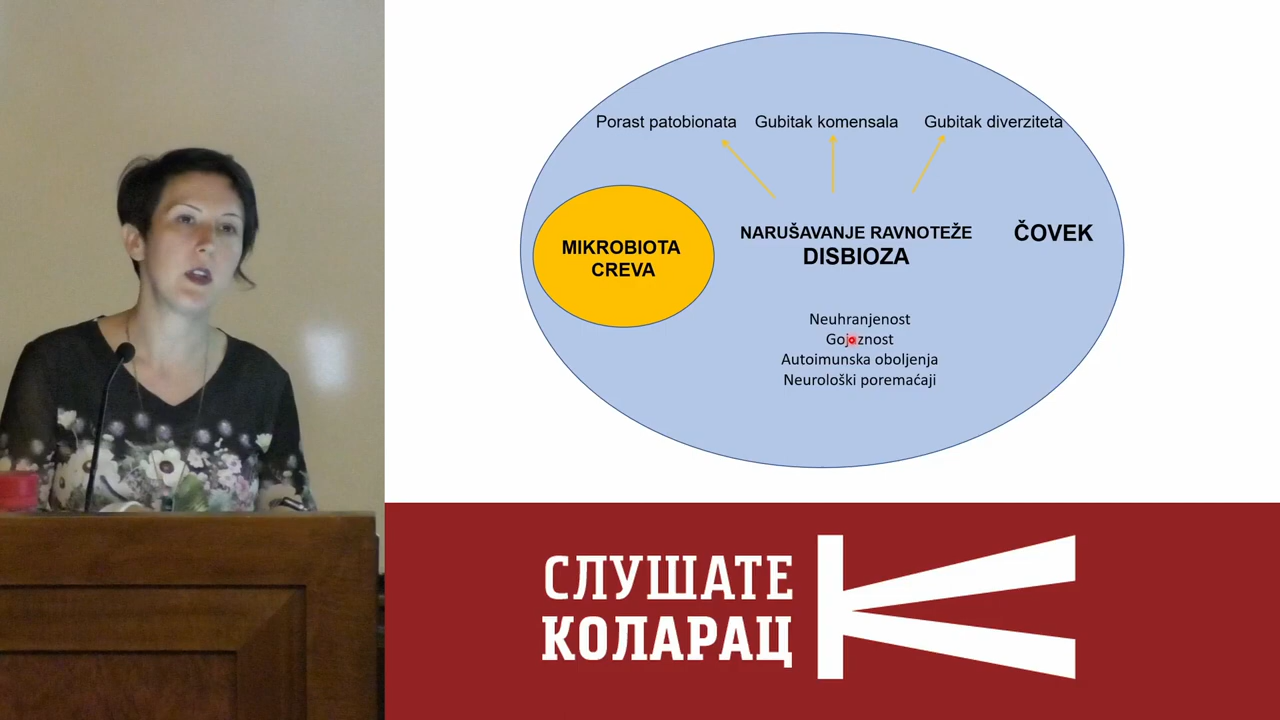 Porast patobionata
Gubitak komensala
Gubitak diverziteta
MIKROBIOTA
CREVA
NARUŠAVANJE RAVNOTEŽE
DISBIOZA
ČOVEK
Neuhranjenost
Gojaznost
Autoimunska oboljenja
Neurološki poremaćaji
СЛУШАТЕ
КОЛАРАЦ